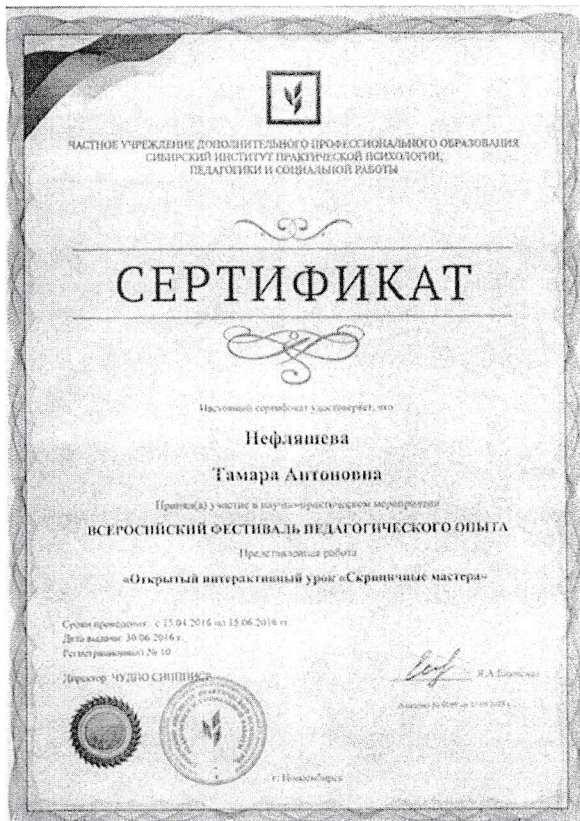 ЧАСТНОЕ УЧРЕЖДЕНИЕ ДОПОЛНИТЕЛЬНОГО ПРОФЕССИОНАЛЬНОГО ОБРАЗОВАНИЯ
СИБИРСКИЙ ИНСТИТУТ ПРАКТИЧЕСКОЙ ПСИХОЛОГИИ,
ПЕДАГОГИКИ И СОЦИАЛЬНОЙ РАБОТЫ
СЕРТИФИКАТ
Настоящий сертификат удостоверяет, что
Нефляшева
Тамара Антоновна
Принял(а) участие в научно-практическом мероприятии
ВСЕРОСИЙСКИЙ ФЕСТИВАЛЬ ПЕДАГОГИЧЕСКОГО ОПЫТА
Представленная работа
«Открытый интерактивный урок «Скрипичные мастера»
Сроки проведения: с 15.04.2016 по 15.06.2016 гг.
Дата выдачи: 30.06.2016 г.
Регистрационный № 10
Директор ЧУДПО СИППИСР
г. Новосибирск